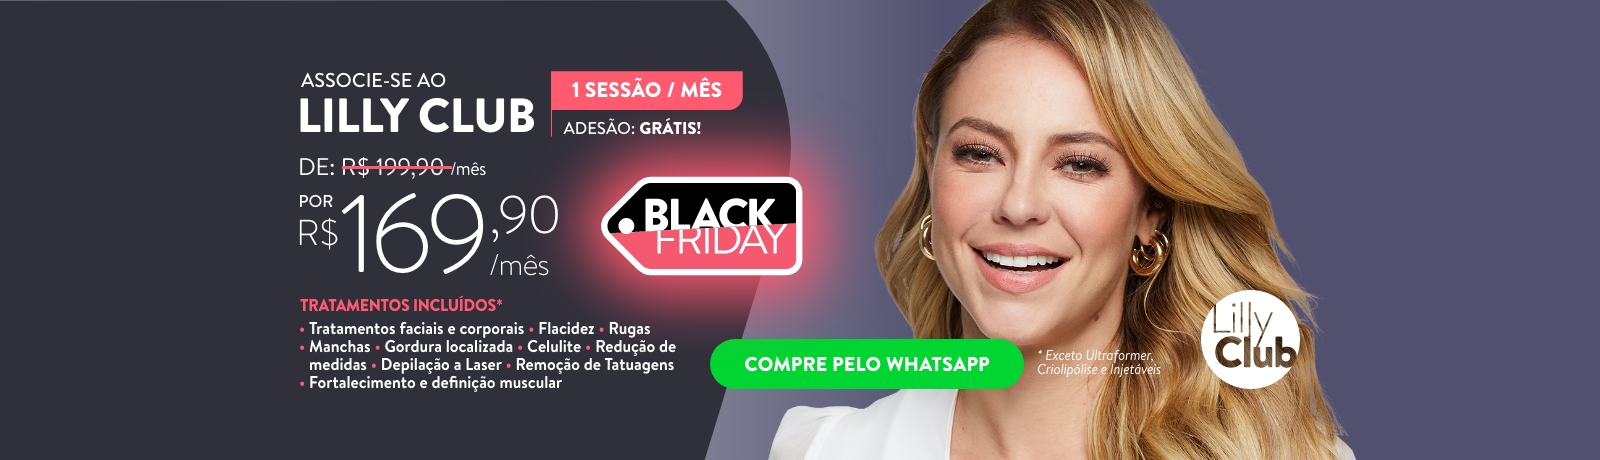 ASSOCIE-SE AO
LILLY CLUB
1 SESSÃO / MÊS
ADESÃO: GRÁTIS!
DE: R$ 199,90 /mês
POR
R$ 169,90
/mês
BLACK
FRIDAY
TRATAMENTOS INCLUÍDOS*
• Tratamentos faciais e corporais • Flacidez • Rugas
• Manchas • Gordura localizada • Celulite • Redução de
medidas • Depilação a Laser • Remoção de Tatuagens
• Fortalecimento e definição muscular
COMPRE PELO WHATSAPP
* Exceto Ultraformer,
Criolipólise e Injetáveis
Lilly
Club